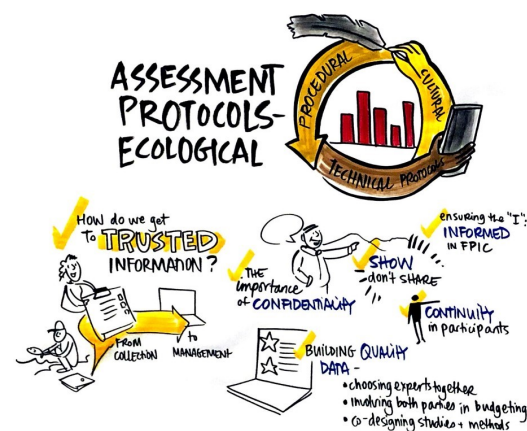 ASSESSMENT
PROTOCOLS-
ECOLOGICAL
PROCEDURAL
CULTURAL
TECHNICAL PROTOCOLS
HOW do we get
To TRUSTED
INFORMATION?
FROM
COLLECTION
to
MANAGEMENT
THE
importance
of CONFIDENTIALITY
SHOW
don't SHARE
ensuring the "I":
INFORMED
IN FPIC
CONTINUITY
in participants
BUILDING QUALITY
DATA -
• choosing experts together
• involving both parties in budgeting
• co-designing studies + methods